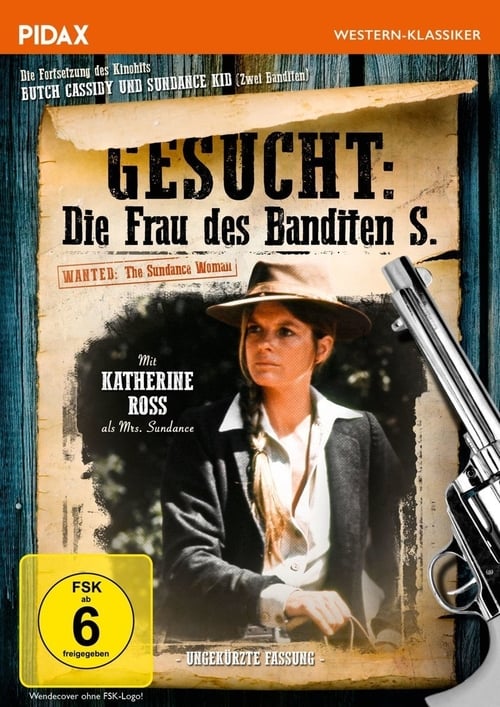 PIDAX
WESTERN-KLASSIKER
Die Fortsetzung des Kinohits
BUTCH CASSIDY UND SUNDANCE KID (Zwei Banditen)
GESUCHT:
Die Frau des Banditen S.
WANTED: The Sundance Woman
Mit
KATHERINE
ROSS
als Mrs. Sundance
FSK
ab
6
freigegeben
- UNGEKÜRZTE FASSUNG -
Wendecover ohne FSK-Logo!